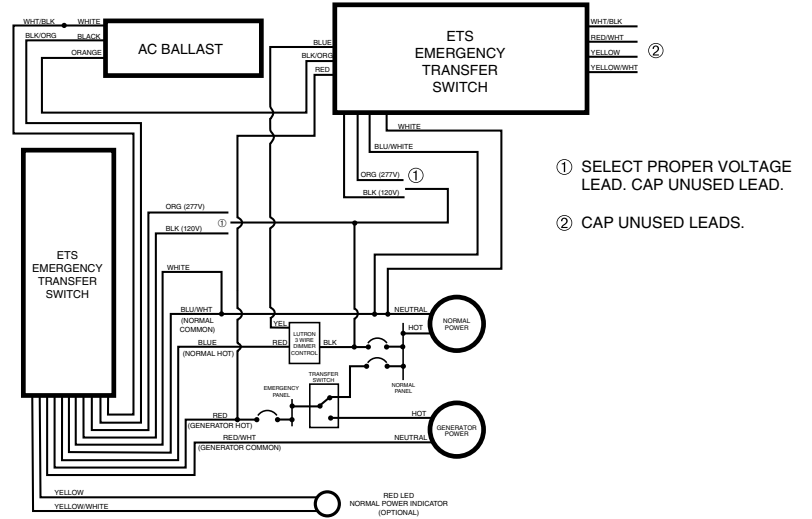 WHT/BLK
WHITE
BLK/ORG
BLACK
ORANGE
AC BALLAST
BLUE
BLK/ORG
RED
ETS
EMERGENCY
TRANSFER
SWITCH
WHT/BLK
RED/WHT
YELLOW
YELLOW/WHT
②
WHITE
BLU/WHITE
ORG (277V)
①
BLK (120V)
① SELECT PROPER VOLTAGE
LEAD. CAP UNUSED LEAD.
② CAP UNUSED LEADS.
ORG (277V)
①
BLK (120V)
WHITE
ETS
EMERGENCY
TRANSFER
SWITCH
BLU/WHT
(NORMAL
COMMON)
BLUE
(NORMAL HOT)
YEL
RED
LUTRON
3 WIRE
DIMMER
CONTROL
BLK
NEUTRAL
HOT
NORMAL
POWER
NORMAL
PANEL
TRANSFER
SWITCH
EMERGENCY
PANEL
RED
(GENERATOR HOT)
RED/WHT
(GENERATOR COMMON)
HOT
NEUTRAL
GENERATOR
POWER
YELLOW
YELLOW/WHITE
RED LED
NORMAL POWER INDICATOR
(OPTIONAL)